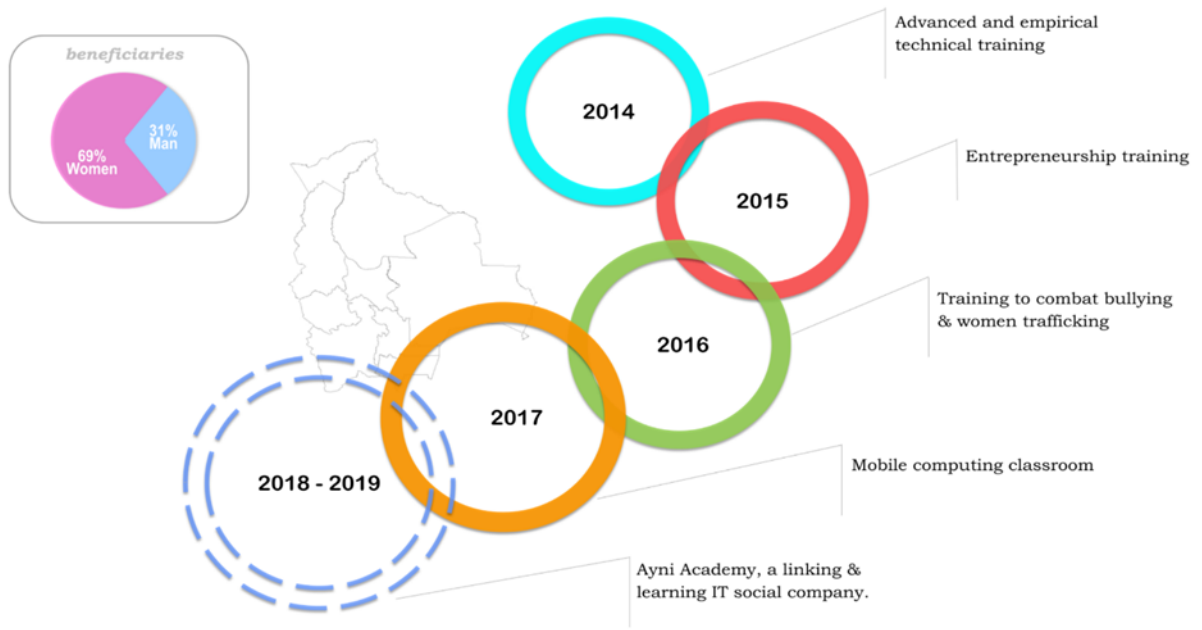 beneficiaries
31%
Man
69%
Women
2014
Advanced and empirical
technical training
2015
Entrepreneurship training
2016
Training to combat bullying
& women trafficking
2017
Mobile computing classroom
2018 - 2019
Ayni Academy, a linking &
learning IT social company.